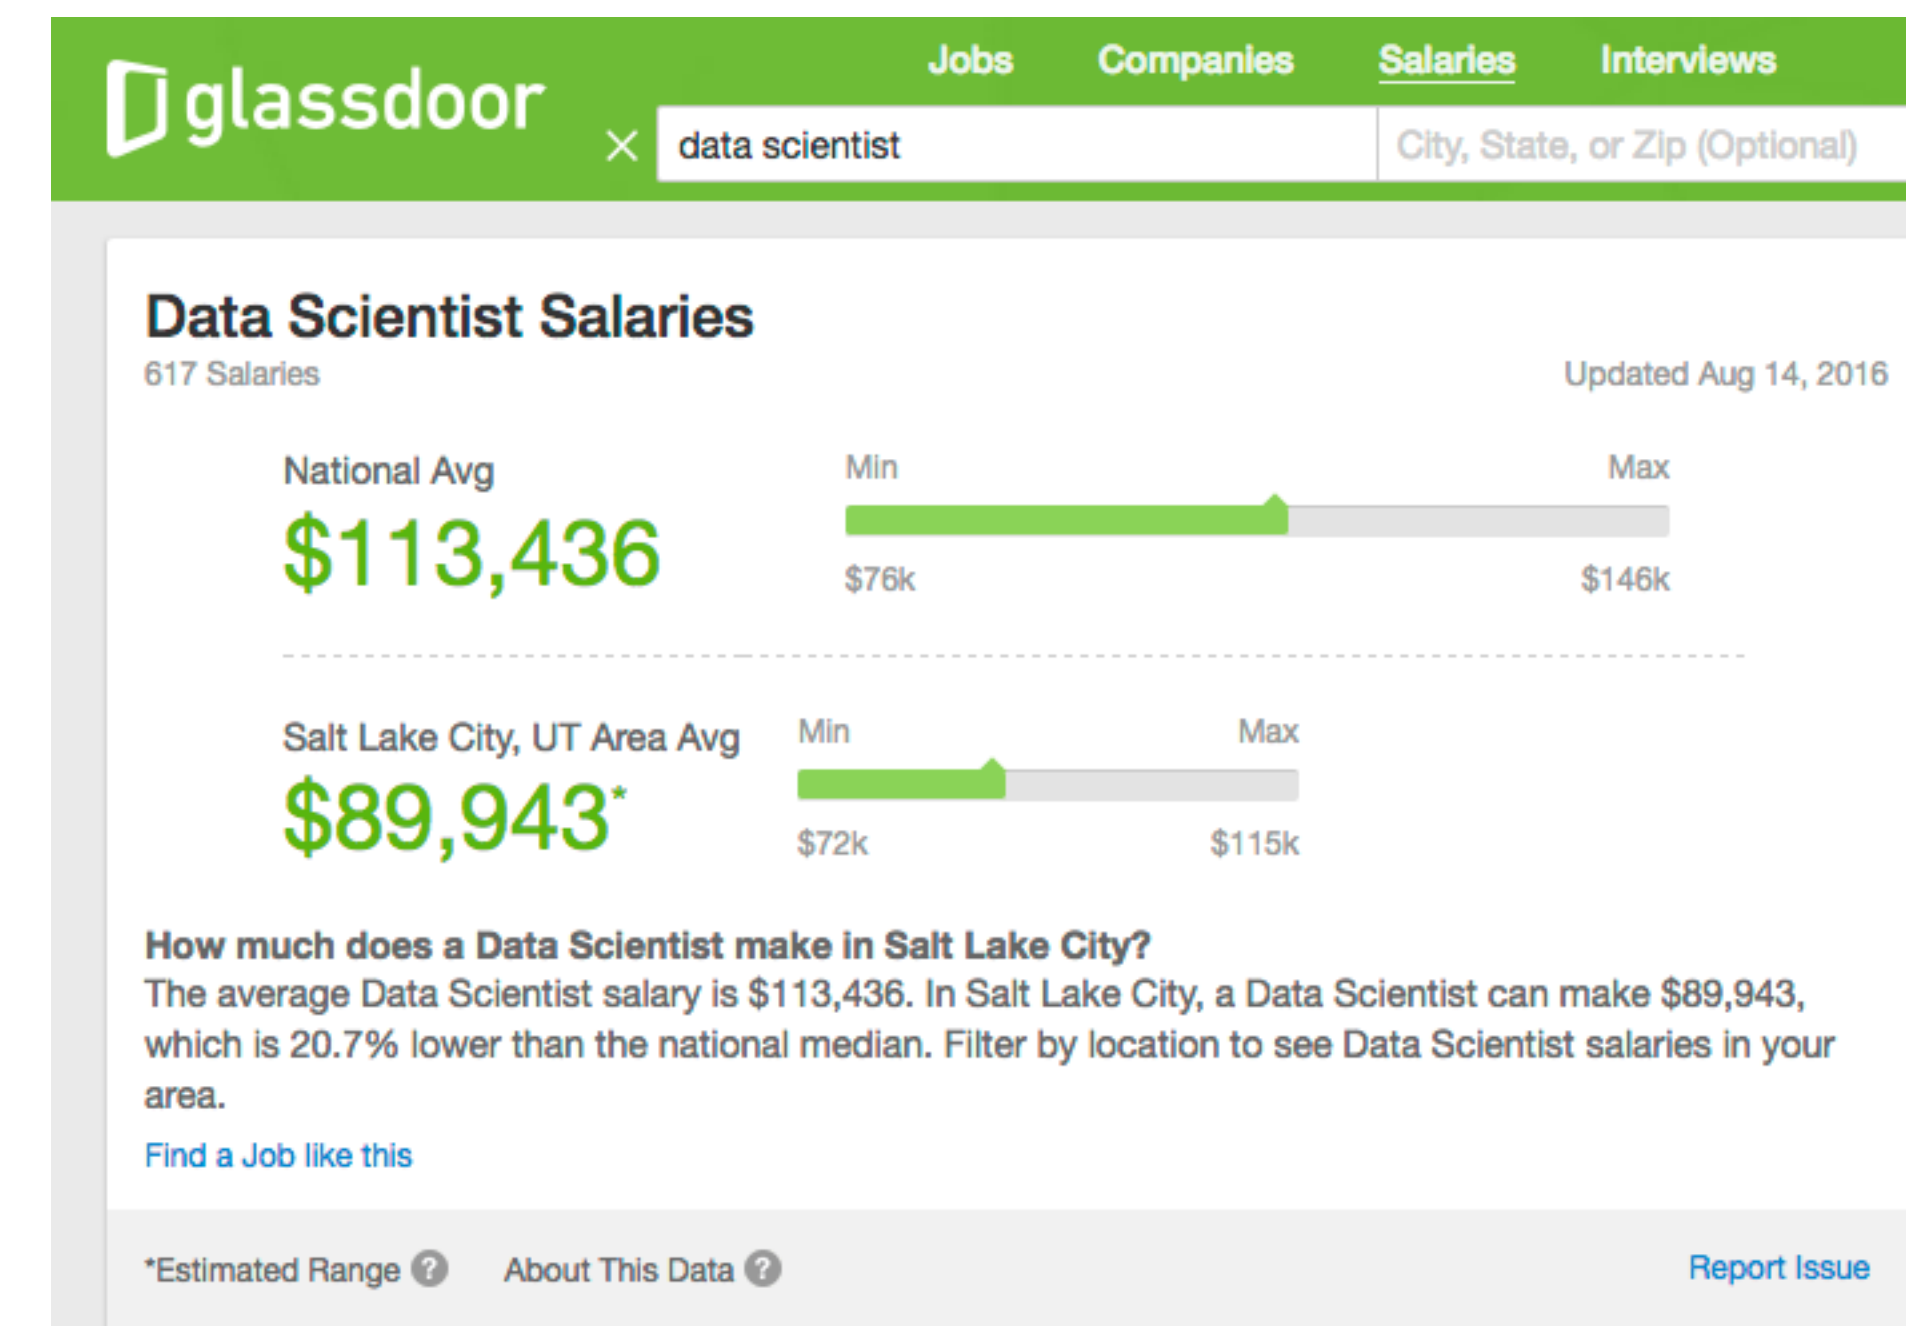 glassdoor
Jobs Companies Salaries Interviews
× data scientist City, State, or Zip (Optional)
Data Scientist Salaries
617 Salaries Updated Aug 14, 2016
National Avg Min Max
$113,436
$76k $146k
Salt Lake City, UT Area Avg Min Max
$89,943*
$72k $115k
How much does a Data Scientist make in Salt Lake City?
The average Data Scientist salary is $113,436. In Salt Lake City, a Data Scientist can make $89,943,
which is 20.7% lower than the national median. Filter by location to see Data Scientist salaries in your
area.
Find a Job like this
*Estimated Range ? About This Data ? Report Issue